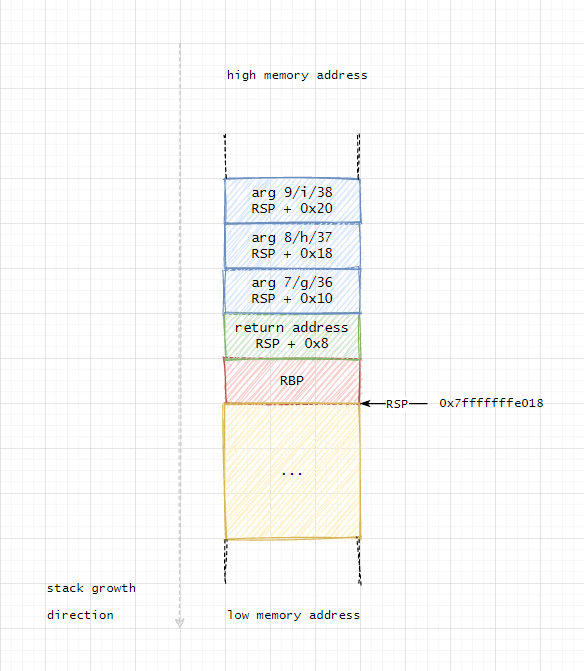 high memory address
arg 9/i/38
RSP + 0x20
arg 8/h/37
RSP + 0x18
arg 7/g/36
RSP + 0x10
return address
RSP + 0x8
RBP
RSP
0x7fffffffe018
...
stack growth
direction
low memory address